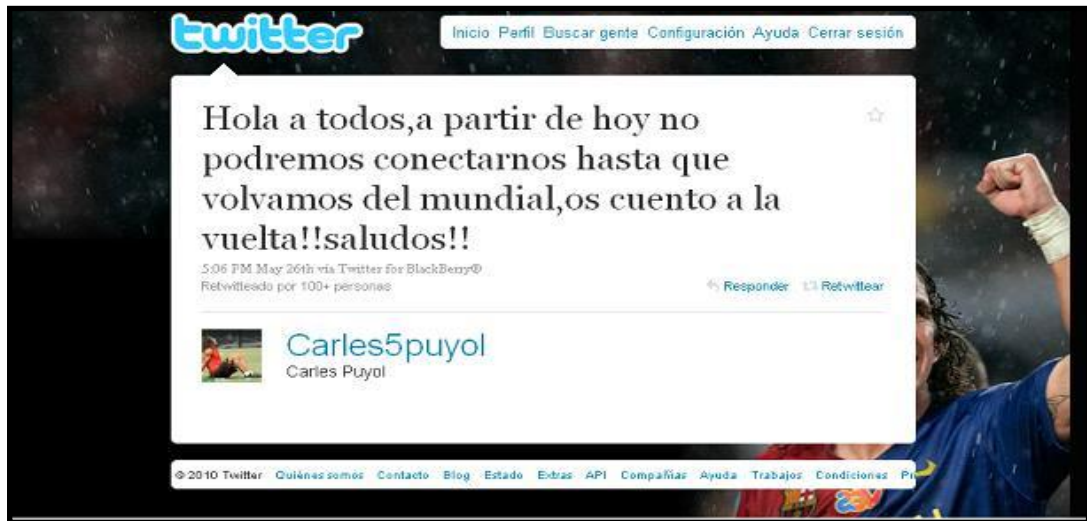 twitter
Inicio Perfil Buscar gente Configuración Ayuda Cerrar sesión
Hola a todos,a partir de hoy no
podremos conectarnos hasta que
volvamos del mundial,os cuento a la
vuelta!!saludos!!
5:06 PM May 26th via Twitter for BlackBerry®
Retwitteado por 100+ personas
Responder Retwittear
Carles5puyol
Carles Puyol
© 2010 Twitter Quiénes somos Contacto Blog Estado Extras API Compañías Ayuda Trabajos Condiciones